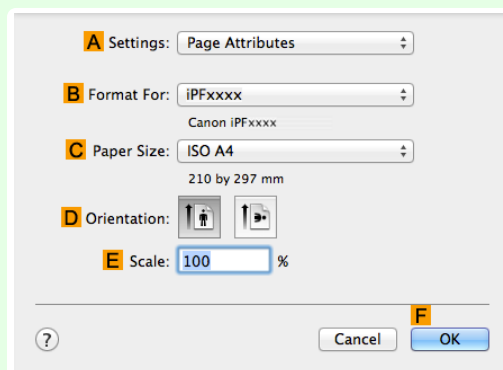 A Settings: Page Attributes
B Format For: iPFxxxx
Canon iPFxxxx
C Paper Size: ISO A4
210 by 297 mm
D Orientation:
E Scale: 100 %
F
? Cancel OK